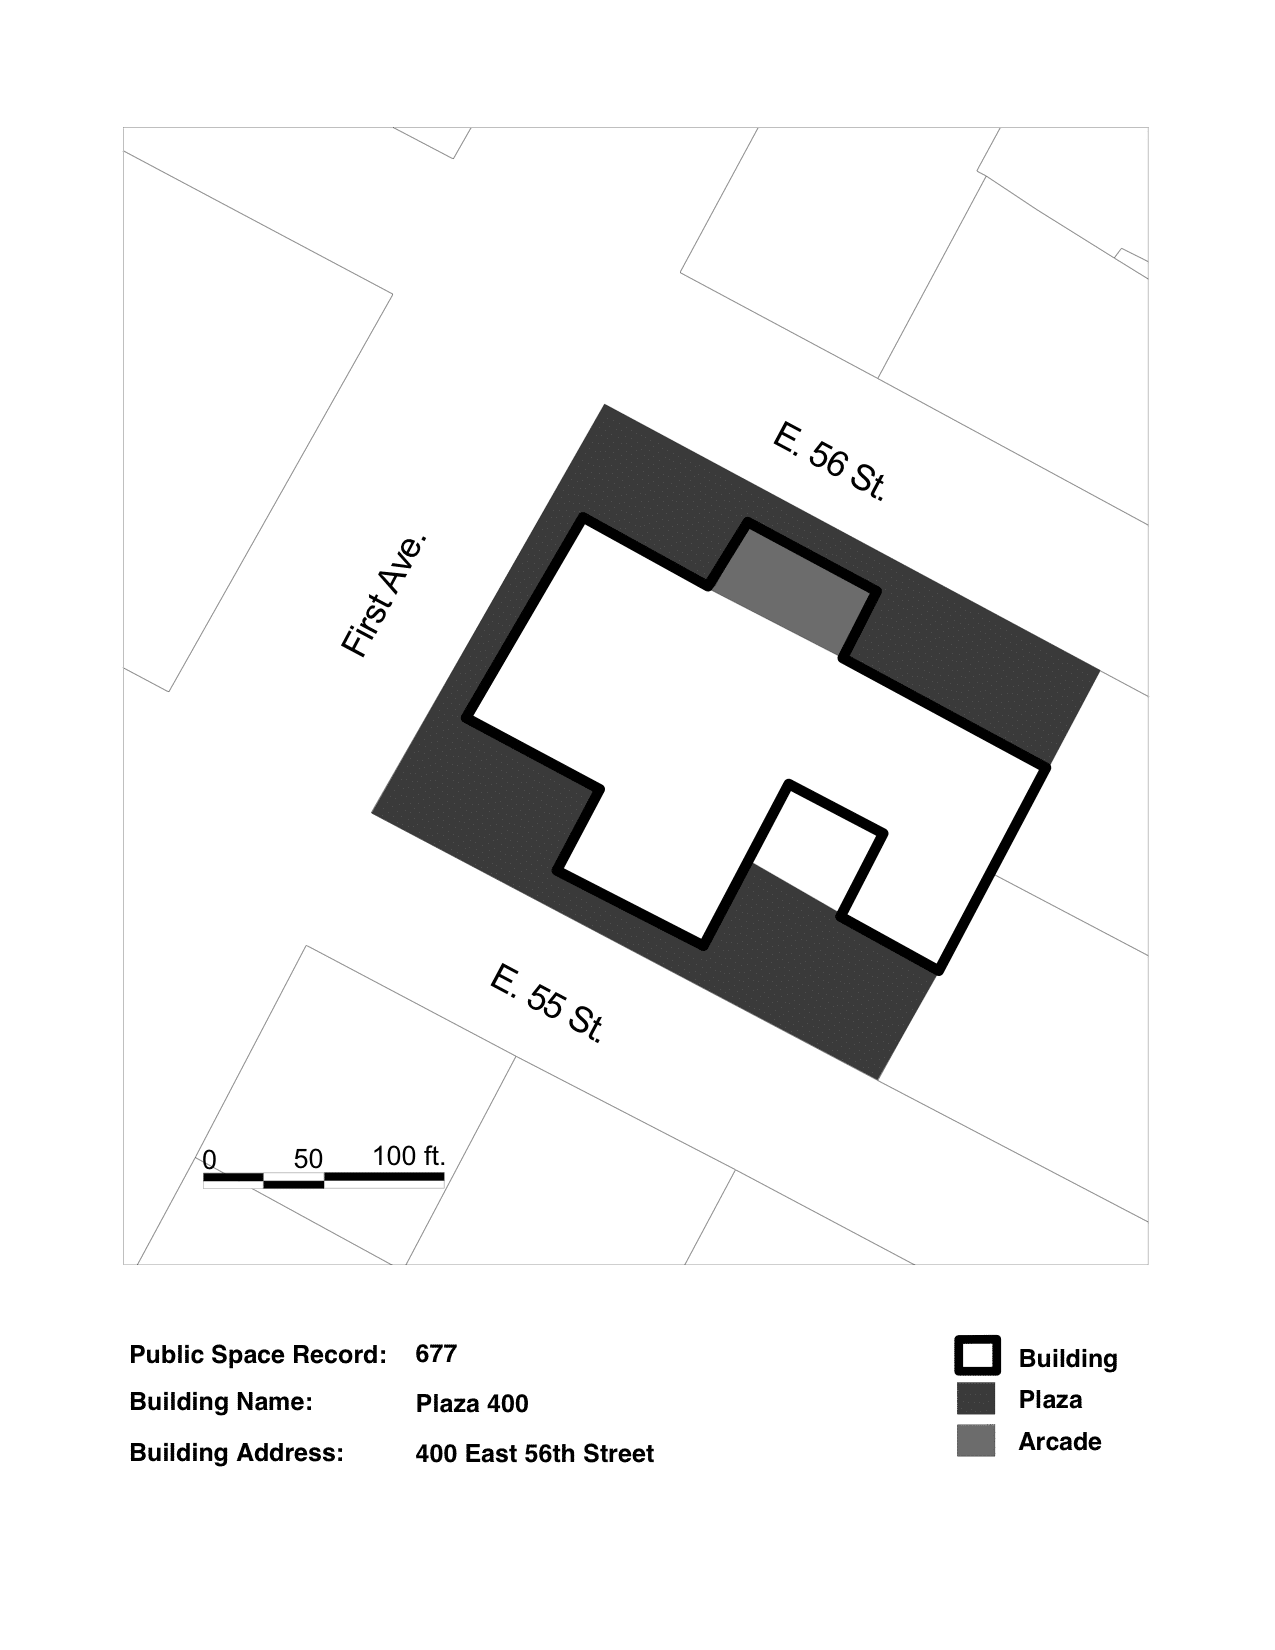 E. 56 St.
First Ave.
E. 55 St.
0 50 100 ft.
Public Space Record: 677
Building Name: Plaza 400
Building Address: 400 East 56th Street
Building
Plaza
Arcade